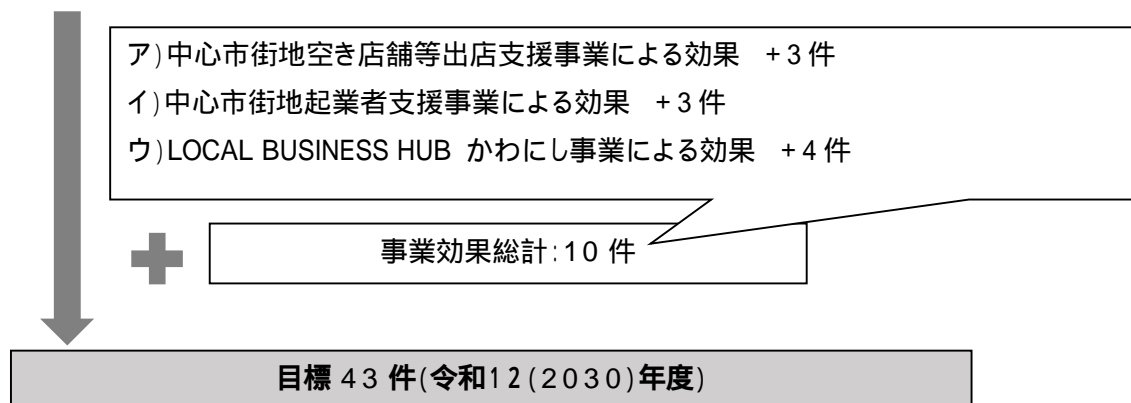 ア)中心市街地空き店舗等出店支援事業による効果 +3件
イ)中心市街地起業者支援事業による効果 +3件
ウ)LOCAL BUSINESS HUB かわにし事業による効果 +4件
事業効果総計:10件
目標 43件(令和12(2030)年度)